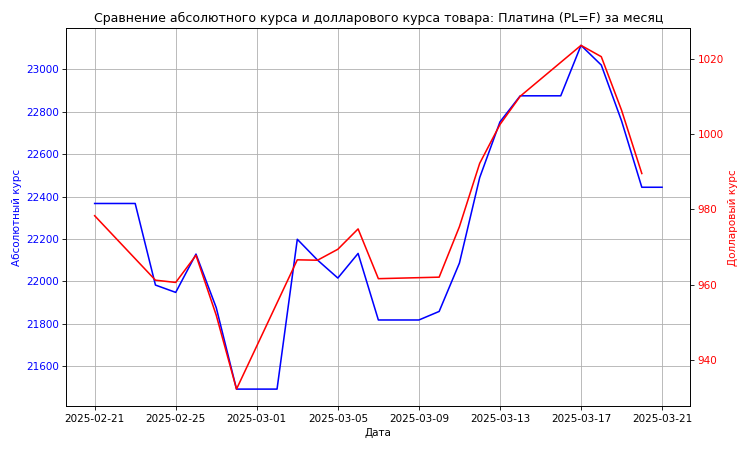 Сравнение абсолютного курса и долларового курса товара: Платина (PL=F) за месяц
23000
22800
22600
22400
22200
22000
21800
21600
Абсолютный курс
1020
1000
980
960
940
Долларовый курс
2025-02-21 2025-02-25 2025-03-01 2025-03-05 2025-03-09 2025-03-13 2025-03-17 2025-03-21
Дата